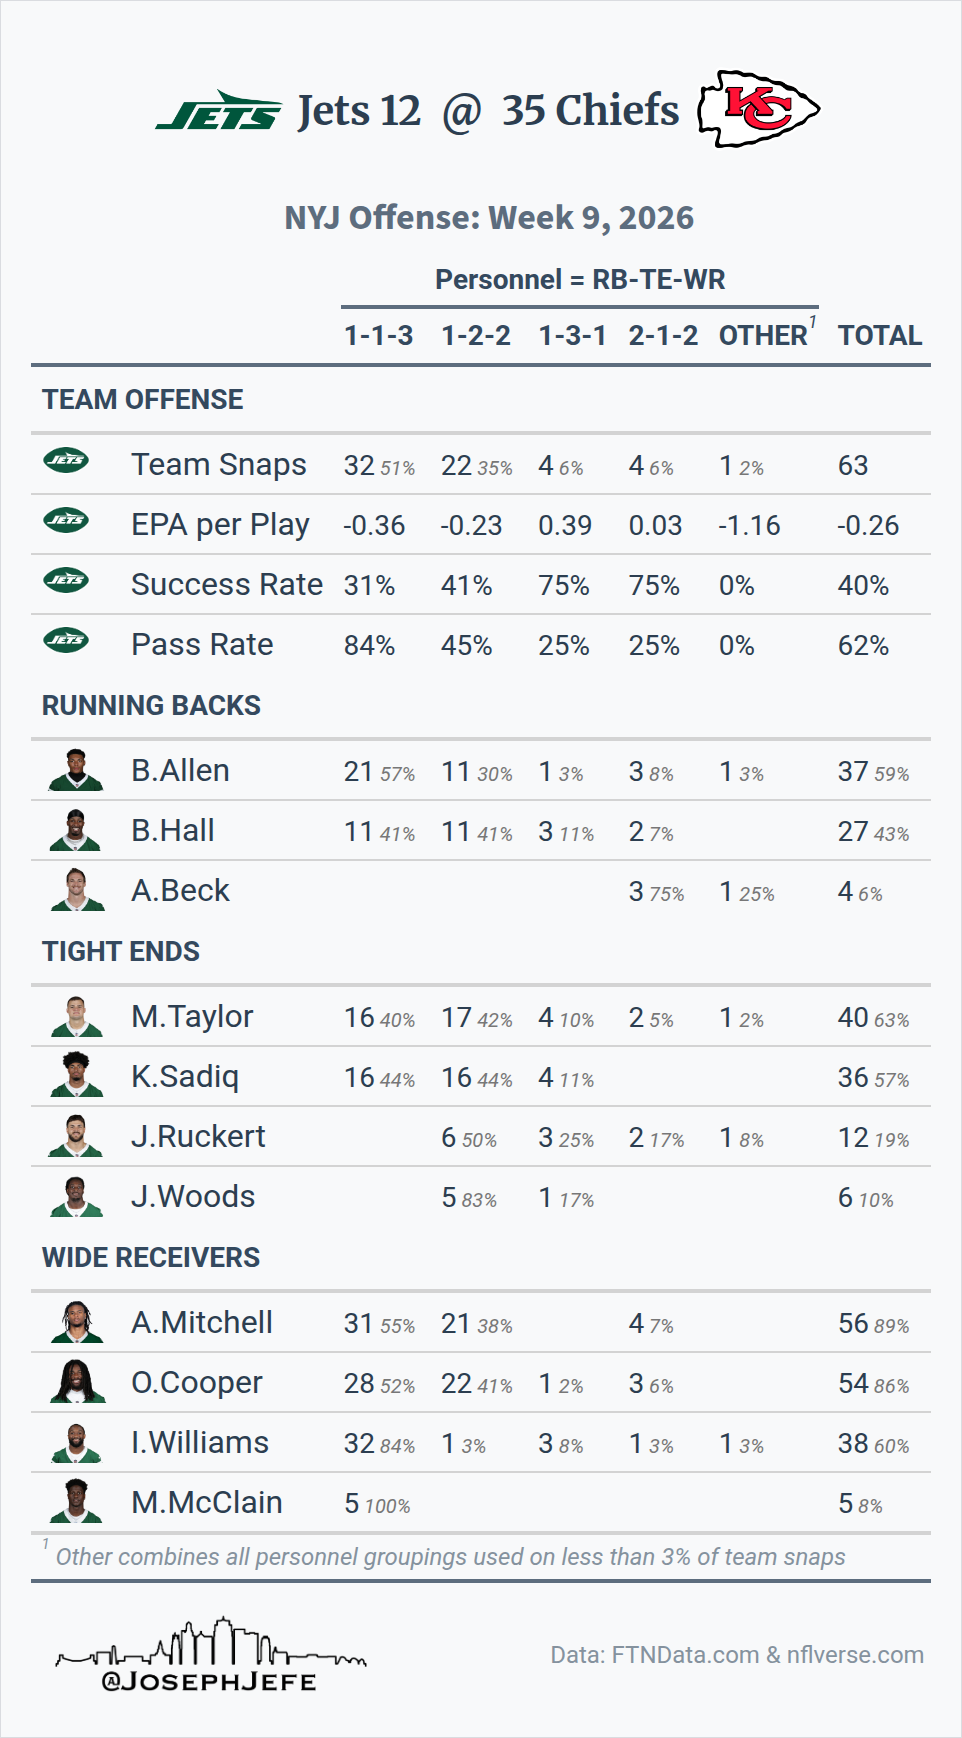 JETS Jets 12 @ 35 Chiefs KC
NYJ Offense: Week 9, 2026
Personnel = RB-TE-WR
1-1-3 1-2-2 1-3-1 2-1-2 OTHER1 TOTAL
TEAM OFFENSE
JETS Team Snaps 32 51% 22 35% 4 6% 4 6% 1 2% 63
JETS EPA per Play -0.36 -0.23 0.39 0.03 -1.16 -0.26
JETS Success Rate 31% 41% 75% 75% 0% 40%
JETS Pass Rate 84% 45% 25% 25% 0% 62%
RUNNING BACKS
B.Allen 21 57% 11 30% 1 3% 3 8% 1 3% 37 59%
B.Hall 11 41% 11 41% 3 11% 2 7% 27 43%
A.Beck 3 75% 1 25% 4 6%
TIGHT ENDS
M.Taylor 16 40% 17 42% 4 10% 2 5% 1 2% 40 63%
K.Sadiq 16 44% 16 44% 4 11% 36 57%
J.Ruckert 6 50% 3 25% 2 17% 1 8% 12 19%
J.Woods 5 83% 1 17% 6 10%
WIDE RECEIVERS
A.Mitchell 31 55% 21 38% 4 7% 56 89%
O.Cooper 28 52% 22 41% 1 2% 3 6% 54 86%
I.Williams 32 84% 1 3% 3 8% 1 3% 1 3% 38 60%
M.McClain 5 100% 5 8%
1 Other combines all personnel groupings used on less than 3% of team snaps
@JosephJefe
Data: FTNData.com & nflverse.com